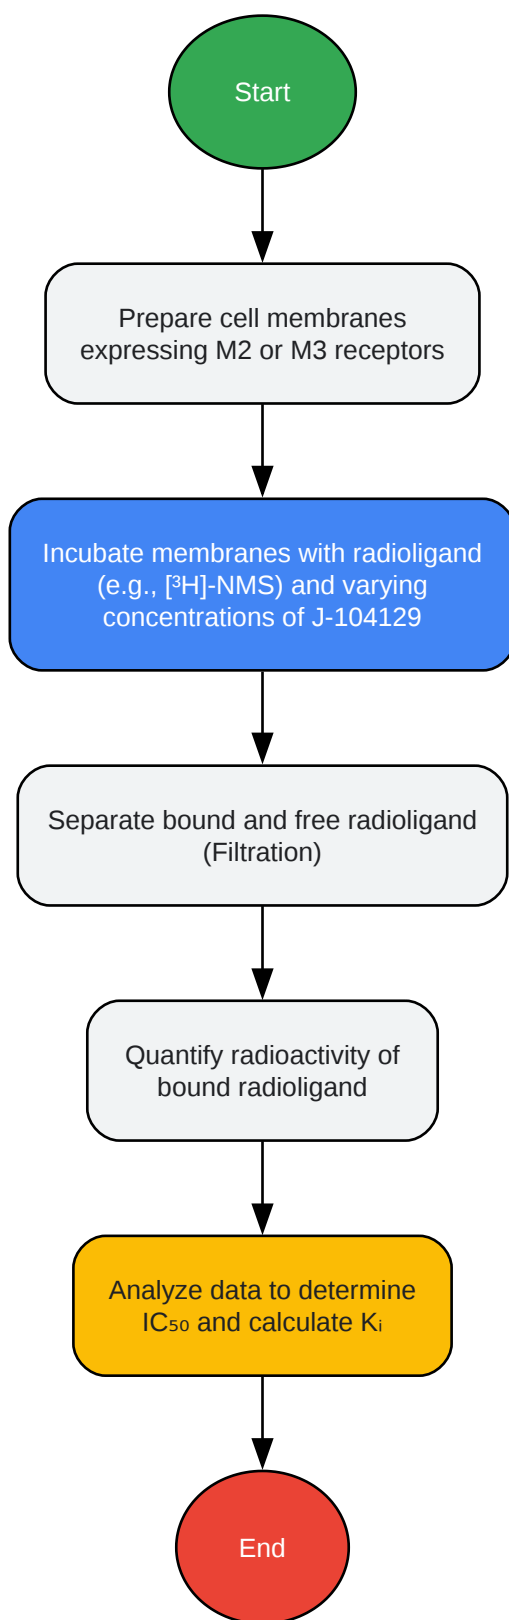 Start
Prepare cell membranes
expressing M2 or M3 receptors
Incubate membranes with radioligand
(e.g., [³H]-NMS) and varying
concentrations of J-104129
Separate bound and free radioligand
(Filtration)
Quantify radioactivity of
bound radioligand
Analyze data to determine
IC₅₀ and calculate Kᵢ
End